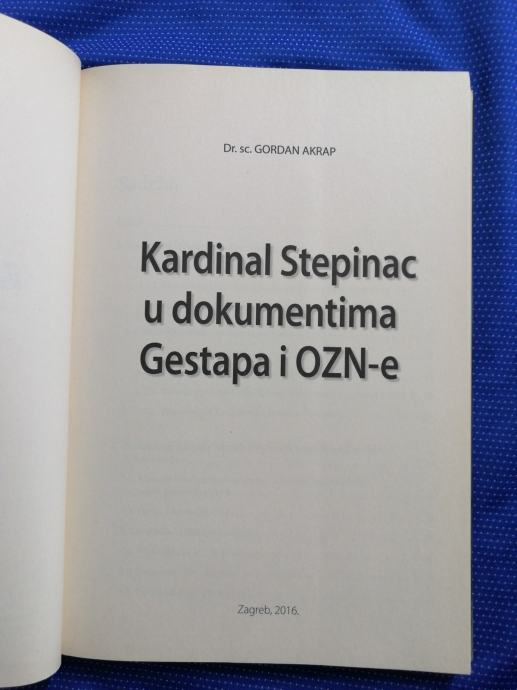 Dr. sc. GORDAN AKRAP
Kardinal Stepinac
u dokumentima
Gestapa i OZN-e
Zagreb, 2016.